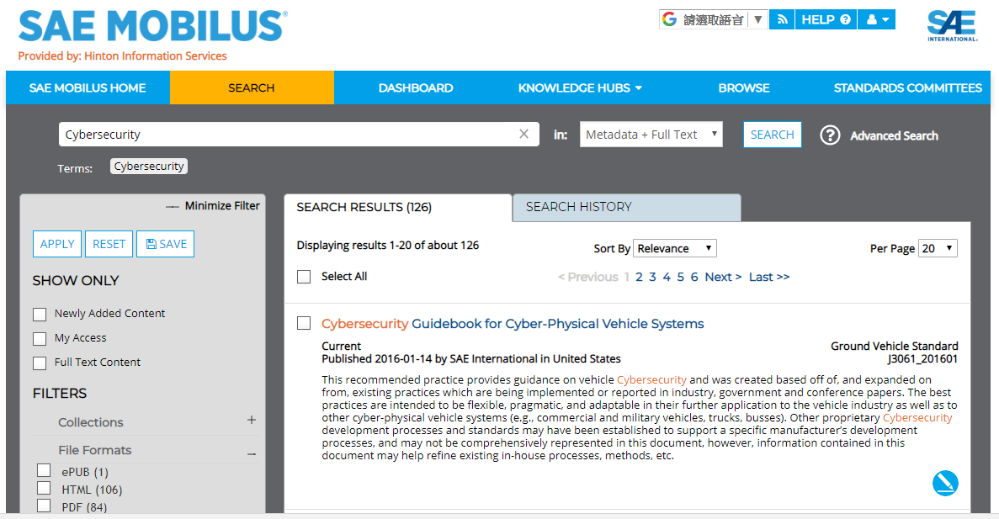 SAE MOBILUS®
Provided by: Hinton Information Services
請選取語言
HELP
SAE
INTERNATIONAL.
SAE MOBILUS HOME
SEARCH
DASHBOARD
KNOWLEDGE HUBS
BROWSE
STANDARDS COMMITTEES
Cybersecurity
in:
Metadata + Full Text
SEARCH
Advanced Search
Terms:
Cybersecurity
Minimize Filter
APPLY
RESET
SAVE
SHOW ONLY
Newly Added Content
My Access
Full Text Content
FILTERS
Collections
File Formats
ePUB (1)
HTML (106)
PDF (84)
SEARCH RESULTS (126)
SEARCH HISTORY
Displaying results 1-20 of about 126
Sort By Relevance
Per Page 20
Select All
< Previous 1 2 3 4 5 6 Next > Last >>
Cybersecurity Guidebook for Cyber-Physical Vehicle Systems
Current
Published 2016-01-14 by SAE International in United States
Ground Vehicle Standard
J3061_201601
This recommended practice provides guidance on vehicle Cybersecurity and was created based off of, and expanded on
from, existing practices which are being implemented or reported in industry, government and conference papers. The best
practices are intended to be flexible, pragmatic, and adaptable in their further application to the vehicle industry as well as to
other cyber-physical vehicle systems (e.g., commercial and military vehicles, trucks, busses). Other proprietary Cybersecurity
development processes and standards may have been established to support a specific manufacturer's development
processes, and may not be comprehensively represented in this document, however, information contained in this
document may help refine existing in-house processes, methods, etc.